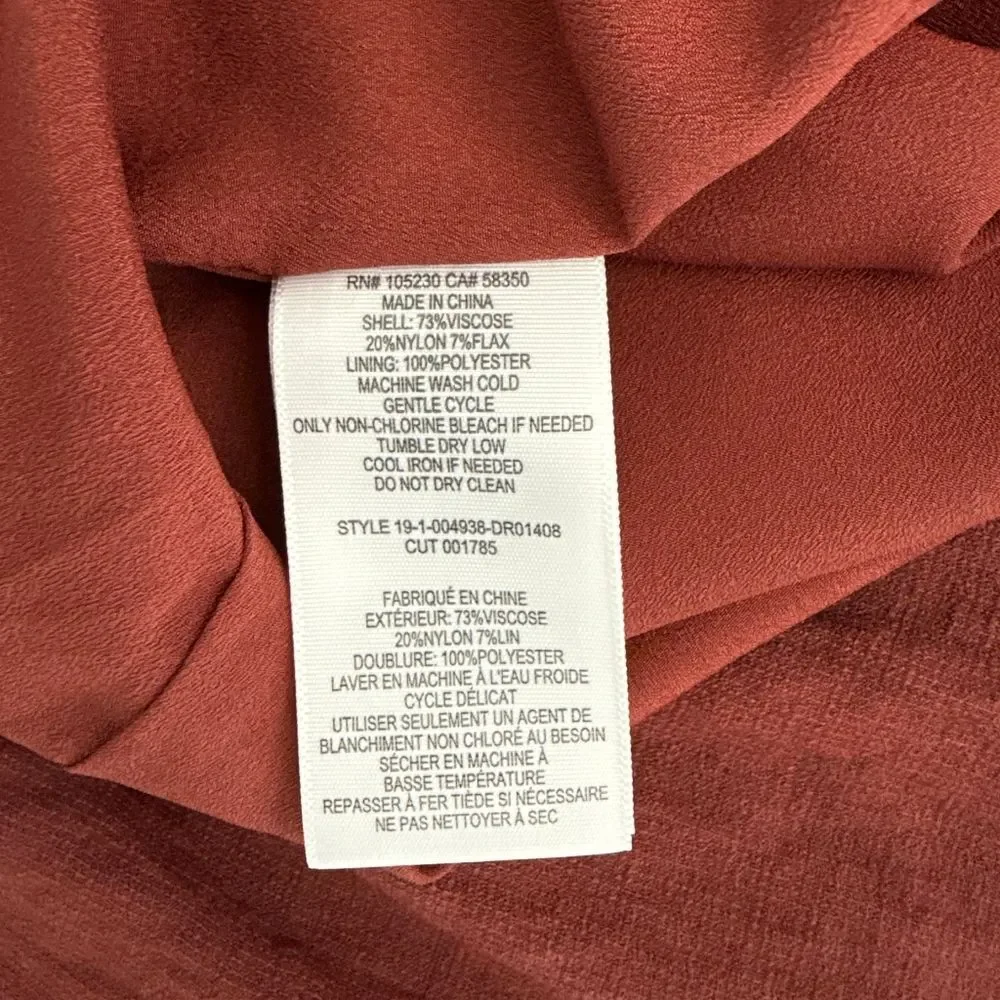 RN# 105230 CA# 58350
MADE IN CHINA
SHELL: 73%VISCOSE
20%NYLON 7%FLAX
LINING: 100%POLYESTER
MACHINE WASH COLD
GENTLE CYCLE
ONLY NON-CHLORINE BLEACH IF NEEDED
TUMBLE DRY LOW
COOL IRON IF NEEDED
DO NOT DRY CLEAN
STYLE 19-1-004938-DR01408
CUT 001785
FABRIQUÉ EN CHINE
EXTÉRIEUR: 73%VISCOSE
20%NYLON 7%LIN
DOUBLURE: 100%POLYESTER
LAVER EN MACHINE À L'EAU FROIDE
CYCLE DÉLICAT
UTILISER SEULEMENT UN AGENT DE
BLANCHIMENT NON CHLORÉ AU BESOIN
SÉCHER EN MACHINE À
BASSE TEMPÉRATURE
REPASSER À FER TIÈDE SI NÉCESSAIRE
NE PAS NETTOYER À SEC